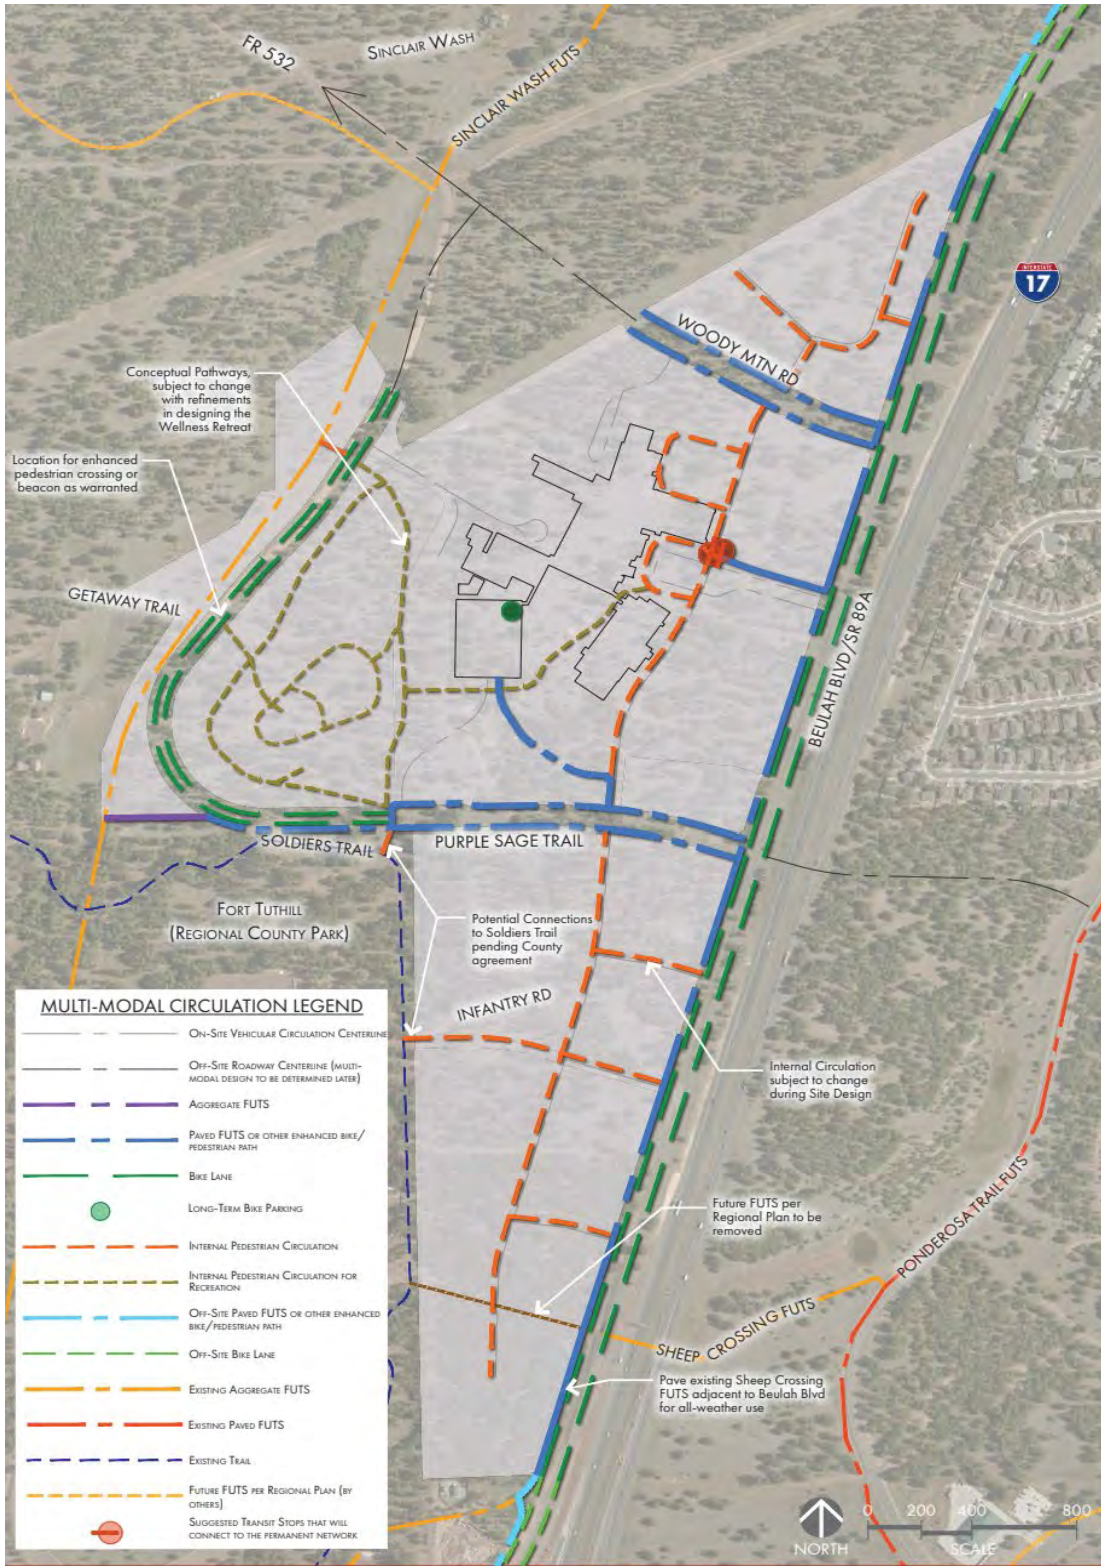 FR 532
SINCLAIR WASH
SINCLAIR WASH FUTS
INTERSTATE
17
WOODY MTN RD
Conceptual Pathways,
subject to change
with refinements
in designing the
Wellness Retreat
Location for enhanced
pedestrian crossing or
beacon as warranted
GETAWAY TRAIL
BEULAH BLVD/SR 89A
SOLDIERS TRAIL
PURPLE SAGE TRAIL
FORT TUTHILL
(REGIONAL COUNTY PARK)
Potential Connections
to Soldiers Trail
pending County
agreement
INFANTRY RD
Internal Circulation
subject to change
during Site Design
Future FUTS per
Regional Plan to be
removed
PONDEROSA TRAIL FUTS
SHEEP CROSSING FUTS
Pave existing Sheep Crossing
FUTS adjacent to Beulah Blvd
for all-weather use
MULTI-MODAL CIRCULATION LEGEND
ON-SITE VEHICULAR CIRCULATION CENTERLINE
OFF-SITE ROADWAY CENTERLINE (MULTI-
MODAL DESIGN TO BE DETERMINED LATER)
AGGREGATE FUTS
PAVED FUTS OR OTHER ENHANCED BIKE/
PEDESTRIAN PATH
BIKE LANE
LONG-TERM BIKE PARKING
INTERNAL PEDESTRIAN CIRCULATION
INTERNAL PEDESTRIAN CIRCULATION FOR
RECREATION
OFF-SITE PAVED FUTS OR OTHER ENHANCED
BIKE/PEDESTRIAN PATH
OFF-SITE BIKE LANE
EXISTING AGGREGATE FUTS
EXISTING PAVED FUTS
EXISTING TRAIL
FUTURE FUTS PER REGIONAL PLAN (BY
OTHERS)
SUGGESTED TRANSIT STOPS THAT WILL
CONNECT TO THE PERMANENT NETWORK
NORTH
0 200 400 800
SCALE